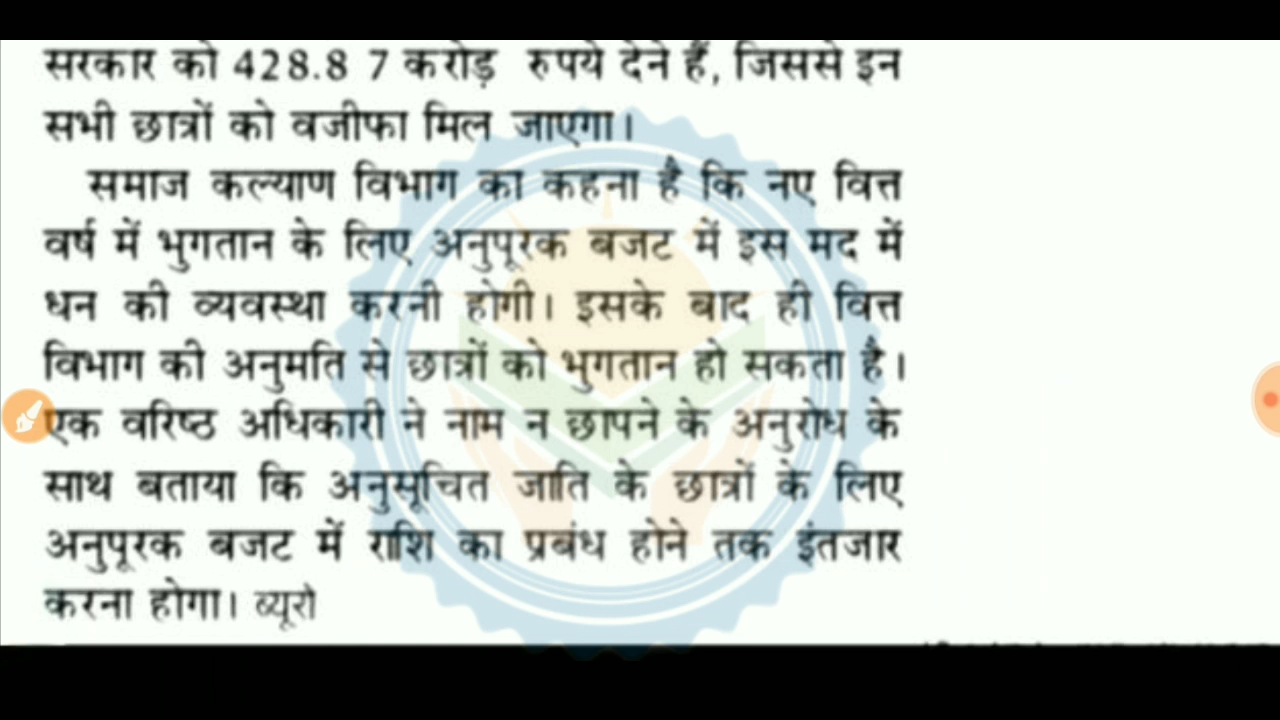 सरकार को 428.8 7 करोड़ रुपये देने हैं, जिससे इन
सभी छात्रों को वजीफा मिल जाएगा।
समाज कल्याण विभाग का कहना है कि नए वित्त
वर्ष में भुगतान के लिए अनुपूरक बजट में इस मद में
धन की व्यवस्था करनी होगी। इसके बाद ही वित्त
विभाग की अनुमति से छात्रों को भुगतान हो सकता है।
एक वरिष्ठ अधिकारी ने नाम न छापने के अनुरोध के
साथ बताया कि अनुसूचित जाति के छात्रों के लिए
अनुपूरक बजट में राशि का प्रबंध होने तक इंतजार
करना होगा। ब्यूरो